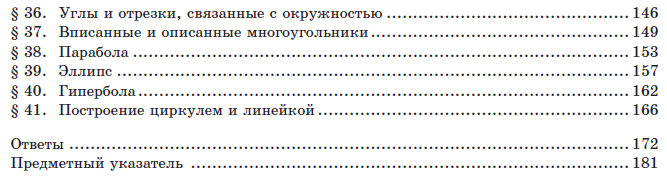 § 36. Углы и отрезки, связанные с окружностью ........................................ 146
§ 37. Вписанные и описанные многоугольники ........................................ 149
§ 38. Парабола ........................................ 153
§ 39. Эллипс ........................................ 157
§ 40. Гипербола ........................................ 162
§ 41. Построение циркулем и линейкой ........................................ 166
Ответы ........................................ 172
Предметный указатель ........................................ 181